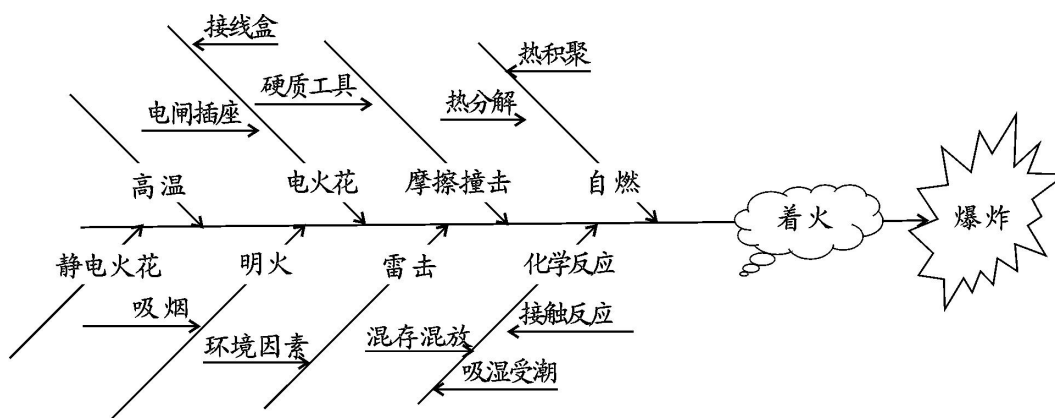 接线盒
热积聚
硬质工具
热分解
电闸插座
高温
电火花
摩擦撞击
自燃
着火
爆炸
静电火花
明火
雷击
化学反应
吸烟
接触反应
环境因素
混存混放
吸湿受潮